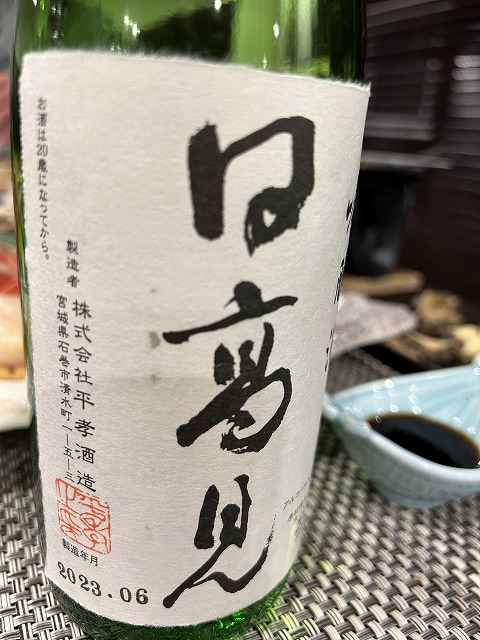 日高見
お酒は20歳になってから。
製造者
株式会社平孝酒造
宮城県石巻市清水町一ー五ー三
製造年月
2023.06